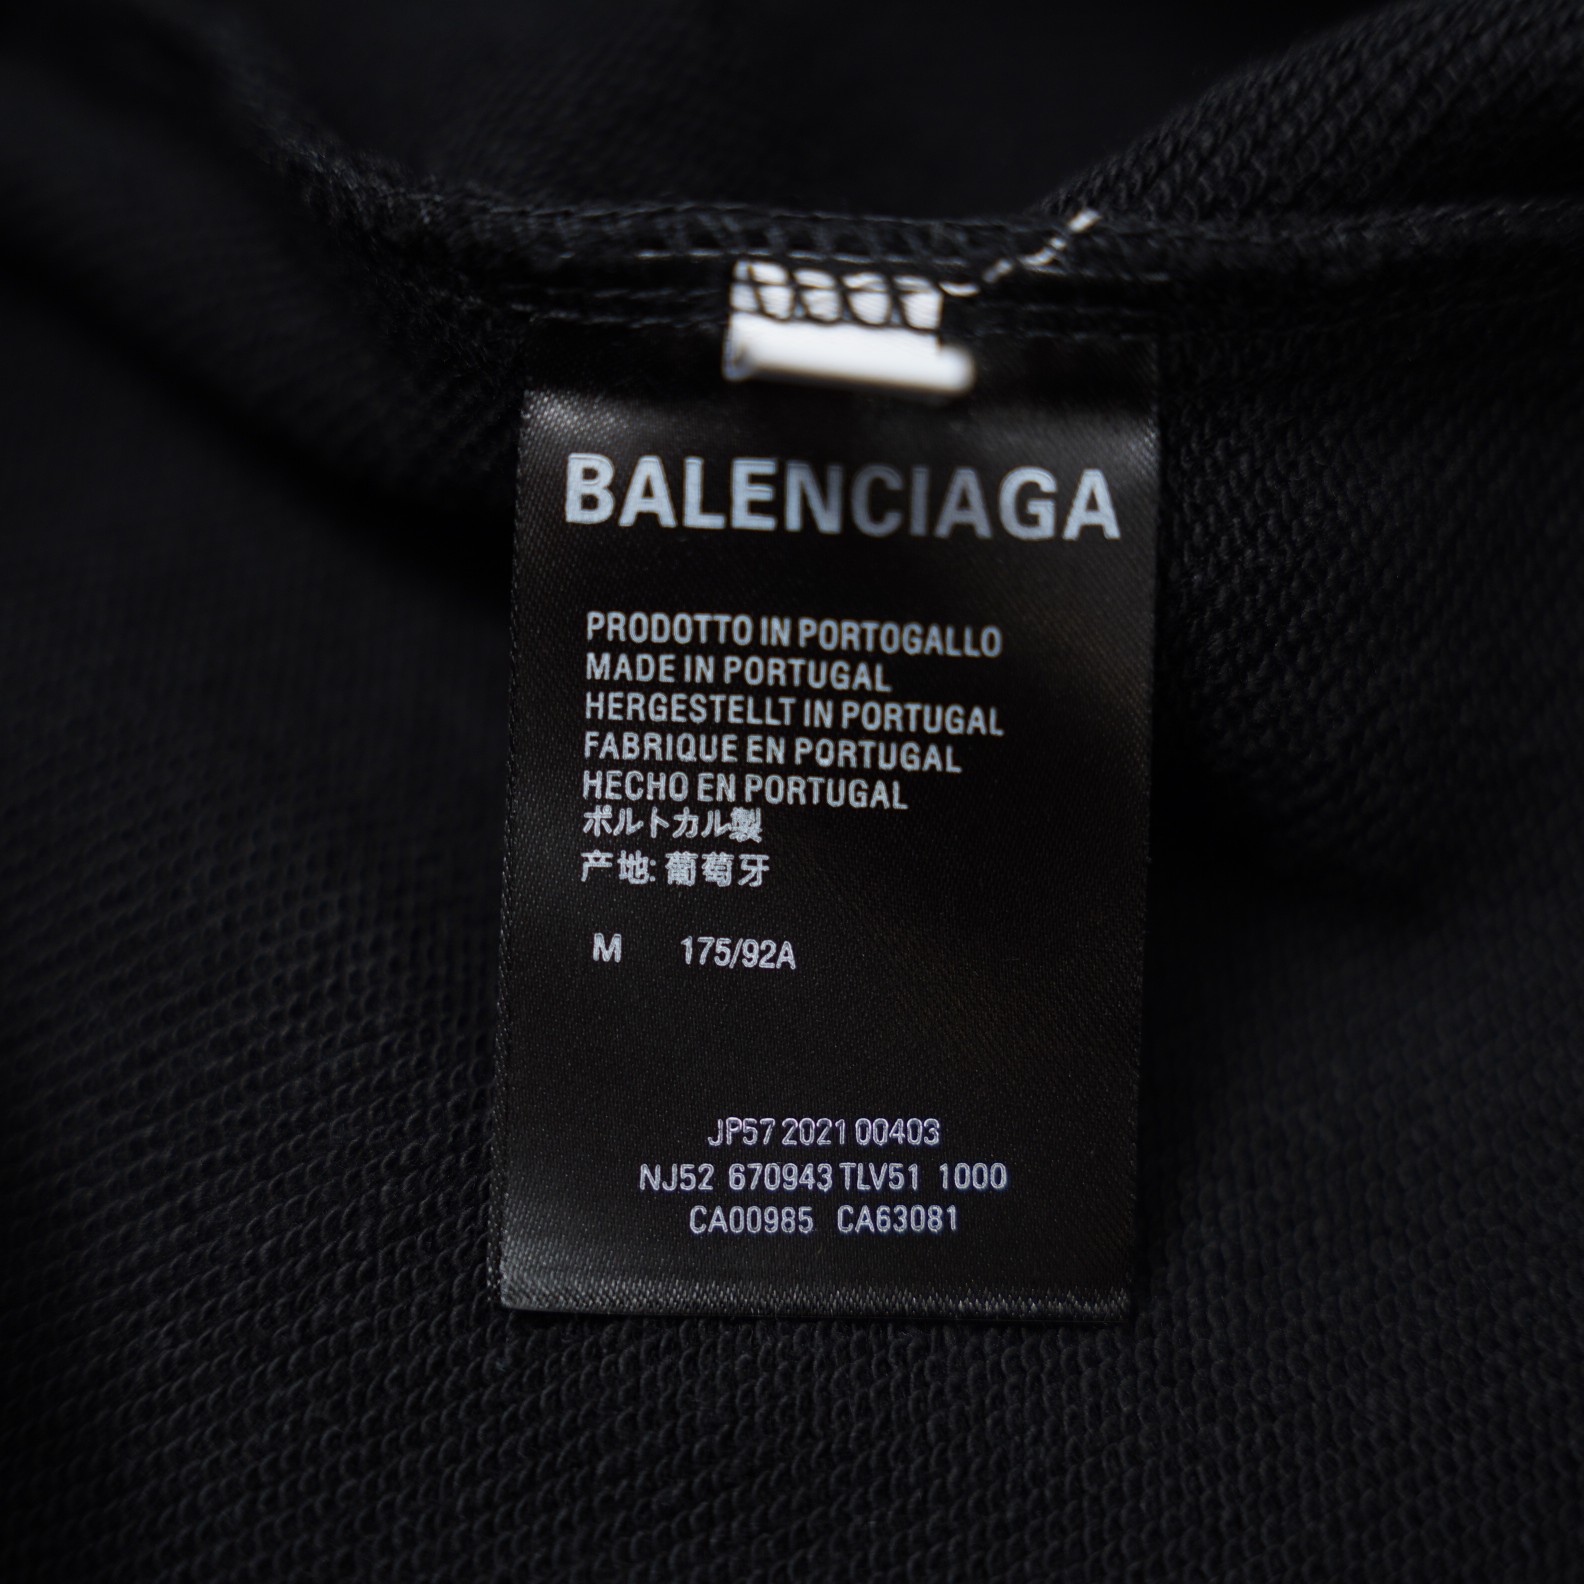 BALENCIAGA
PRODOTTO IN PORTOGALLO
MADE IN PORTUGAL
HERGESTELLT IN PORTUGAL
FABRIQUE EN PORTUGAL
HECHO EN PORTUGAL
ポルトカル製
产地: 葡萄牙
M 175/92A
JP57 2021 00403
NJ52 670943 TLV51 1000
CA00985 CA63081